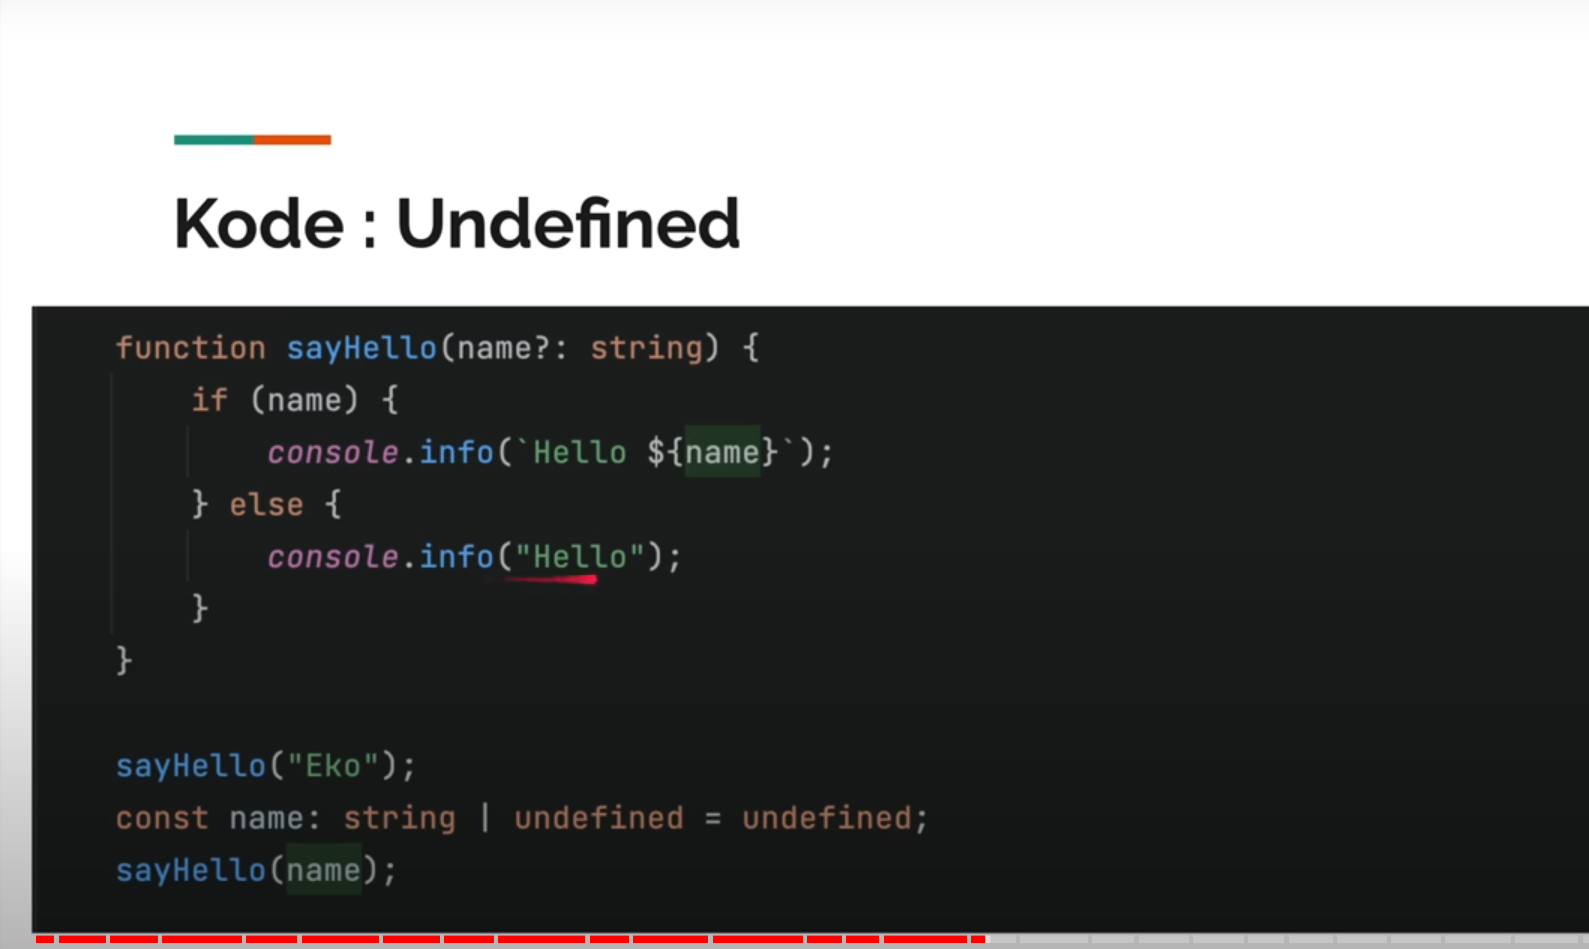 Kode : Undefined
function sayHello(name?: string) {
if (name) {
console.info(`Hello ${name}`);
} else {
console.info("Hello");
}
}
sayHello("Eko");
const name: string | undefined = undefined;
sayHello(name);